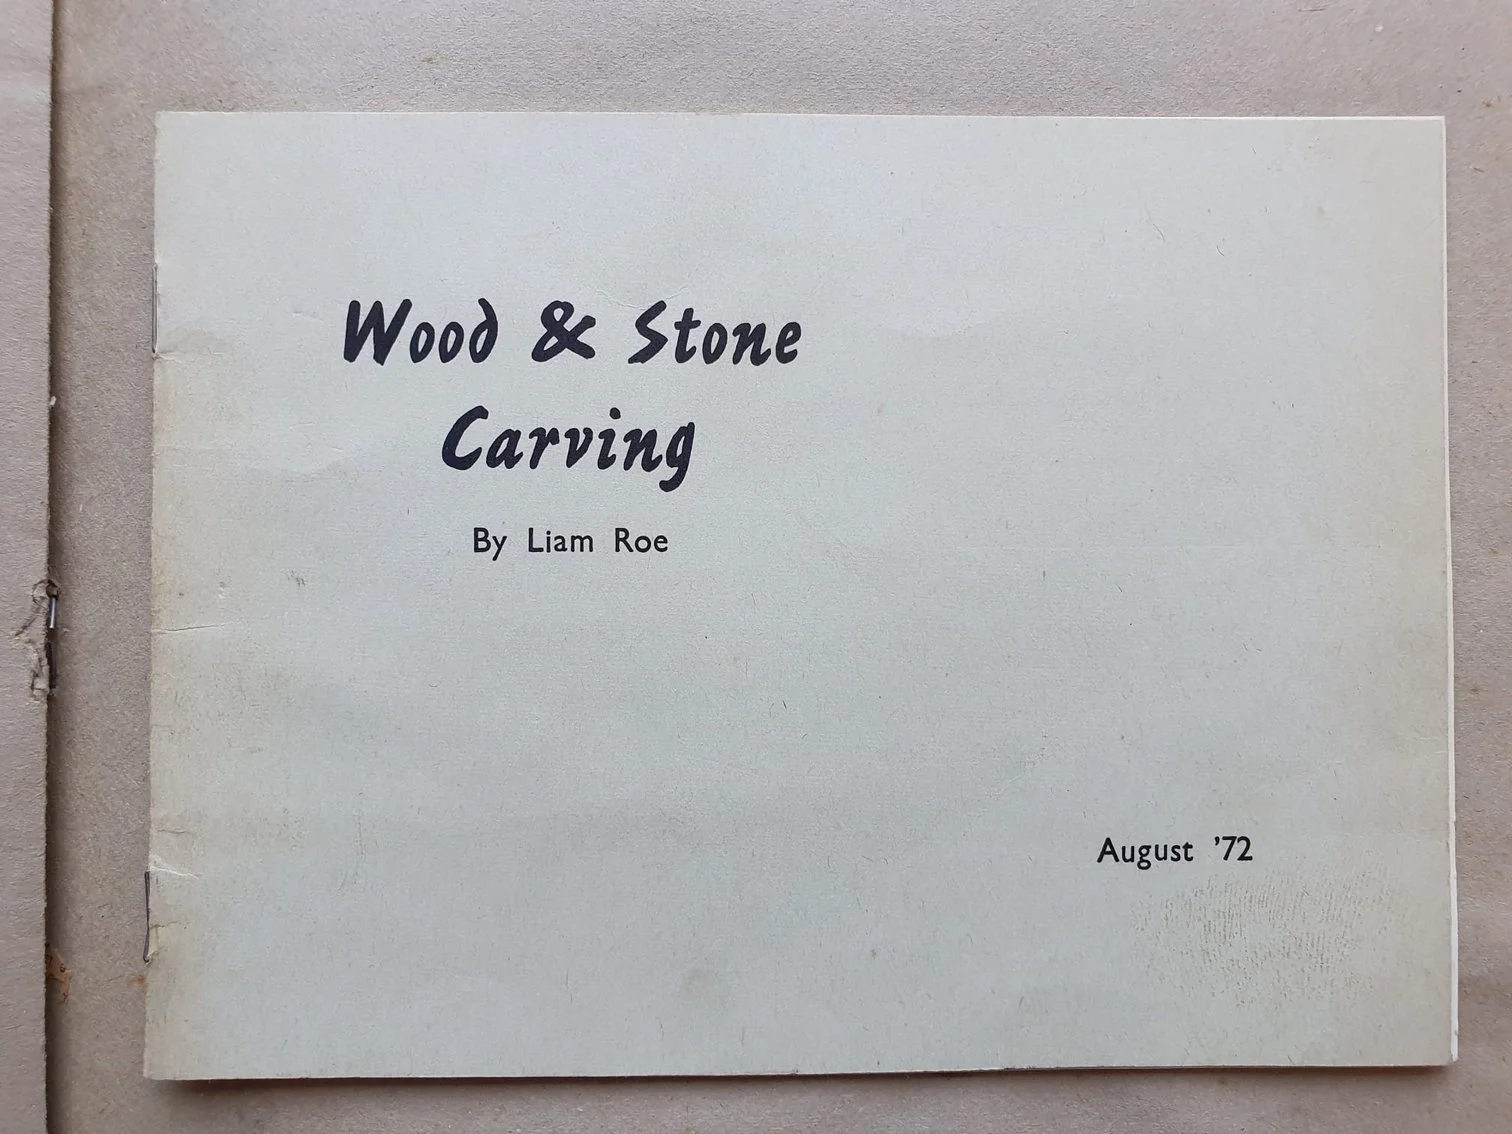 Wood & Stone
Carving
By Liam Roe
August '72